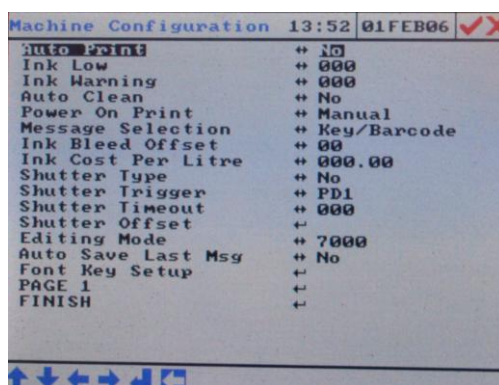 Machine Configuration 13:52 01FEB06
Auto Print ↔ No
Ink Low ↔ 000
Ink Warning ↔ 000
Auto Clean ↔ No
Power On Print ↔ Manual
Message Selection ↔ Key/Barcode
Ink Bleed Offset ↔ 00
Ink Cost Per Litre ↔ 000.00
Shutter Type ↔ No
Shutter Trigger ↔ PD1
Shutter Timeout ↔ 000
Shutter Offset ↵
Editing Mode ↔ 7000
Auto Save Last Msg ↔ No
Font Key Setup ↵
PAGE 1 ↵
FINISH ↵